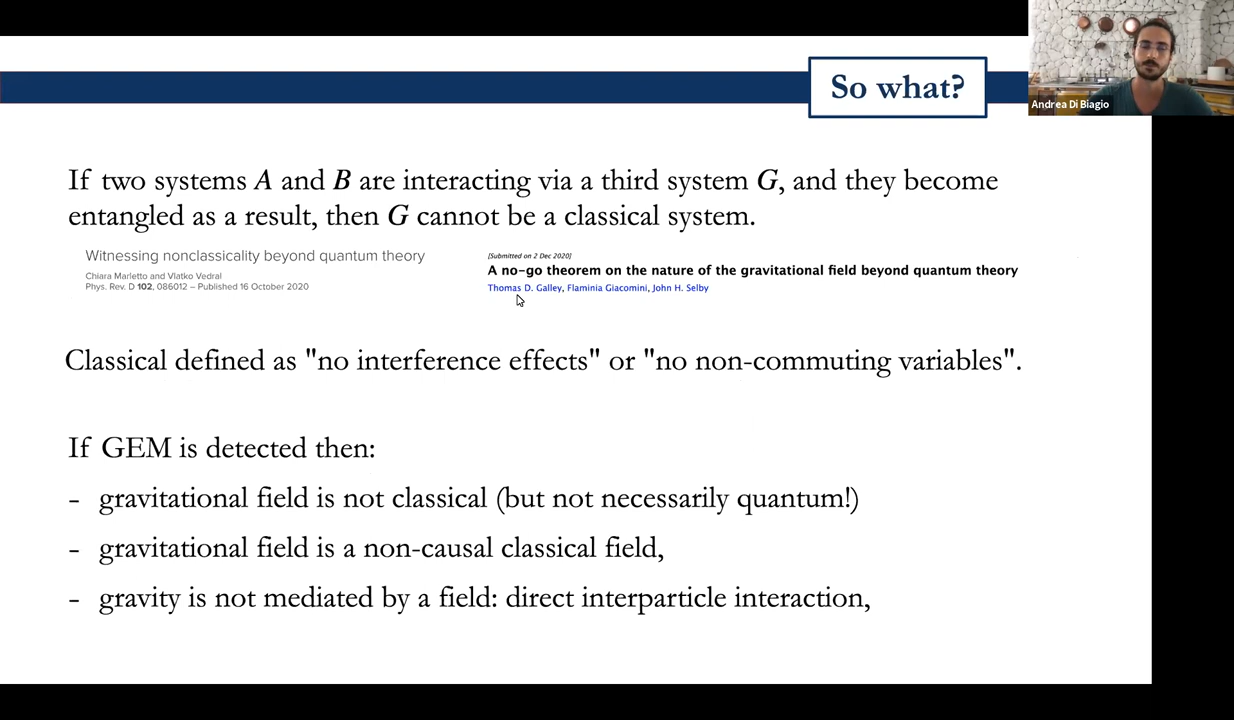 So what?
Andrea Di Biagio
If two systems A and B are interacting via a third system G, and they become
entangled as a result, then G cannot be a classical system.
Witnessing nonclassicality beyond quantum theory
Chiara Marletto and Vlatko Vedral
Phys. Rev. D 102, 086012 – Published 16 October 2020
[Submitted on 2 Dec 2020]
A no-go theorem on the nature of the gravitational field beyond quantum theory
Thomas D. Galley, Flaminia Giacomini, John H. Selby
Classical defined as "no interference effects" or "no non-commuting variables".
If GEM is detected then:
- gravitational field is not classical (but not necessarily quantum!)
- gravitational field is a non-causal classical field,
- gravity is not mediated by a field: direct interparticle interaction,